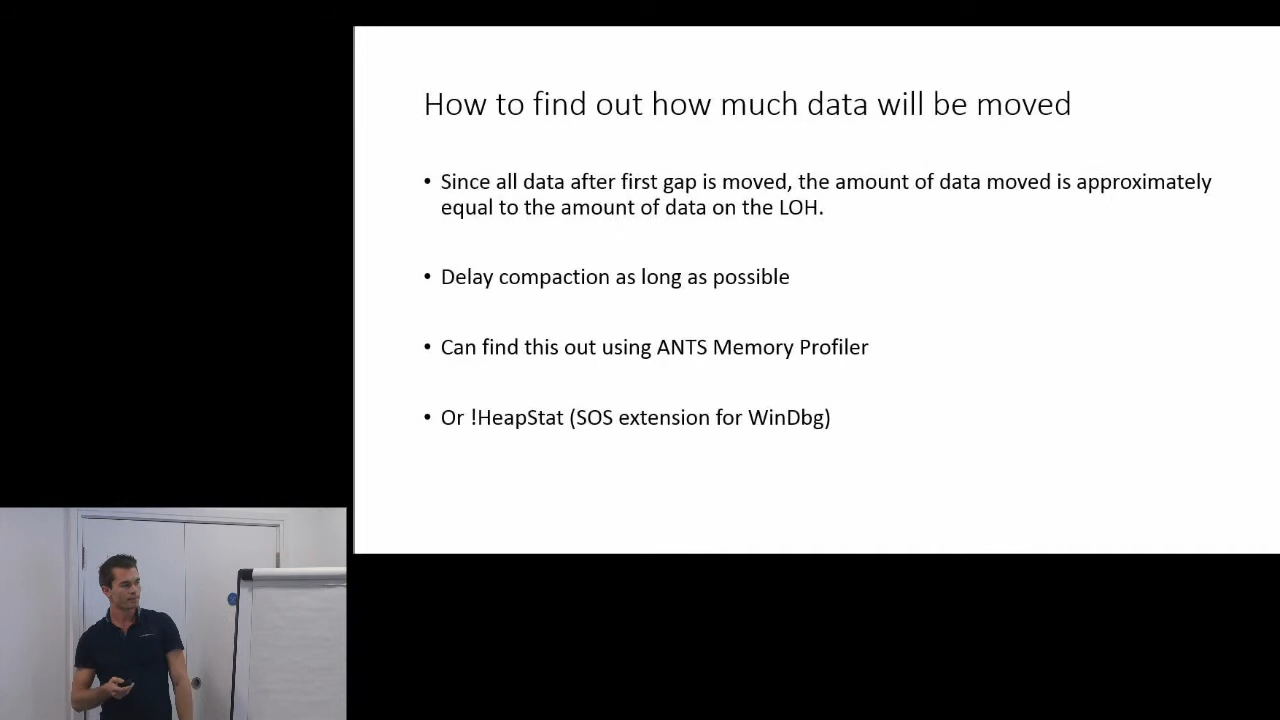 How to find out how much data will be moved
• Since all data after first gap is moved, the amount of data moved is approximately
equal to the amount of data on the LOH.
• Delay compaction as long as possible
• Can find this out using ANTS Memory Profiler
• Or !HeapStat (SOS extension for WinDbg)